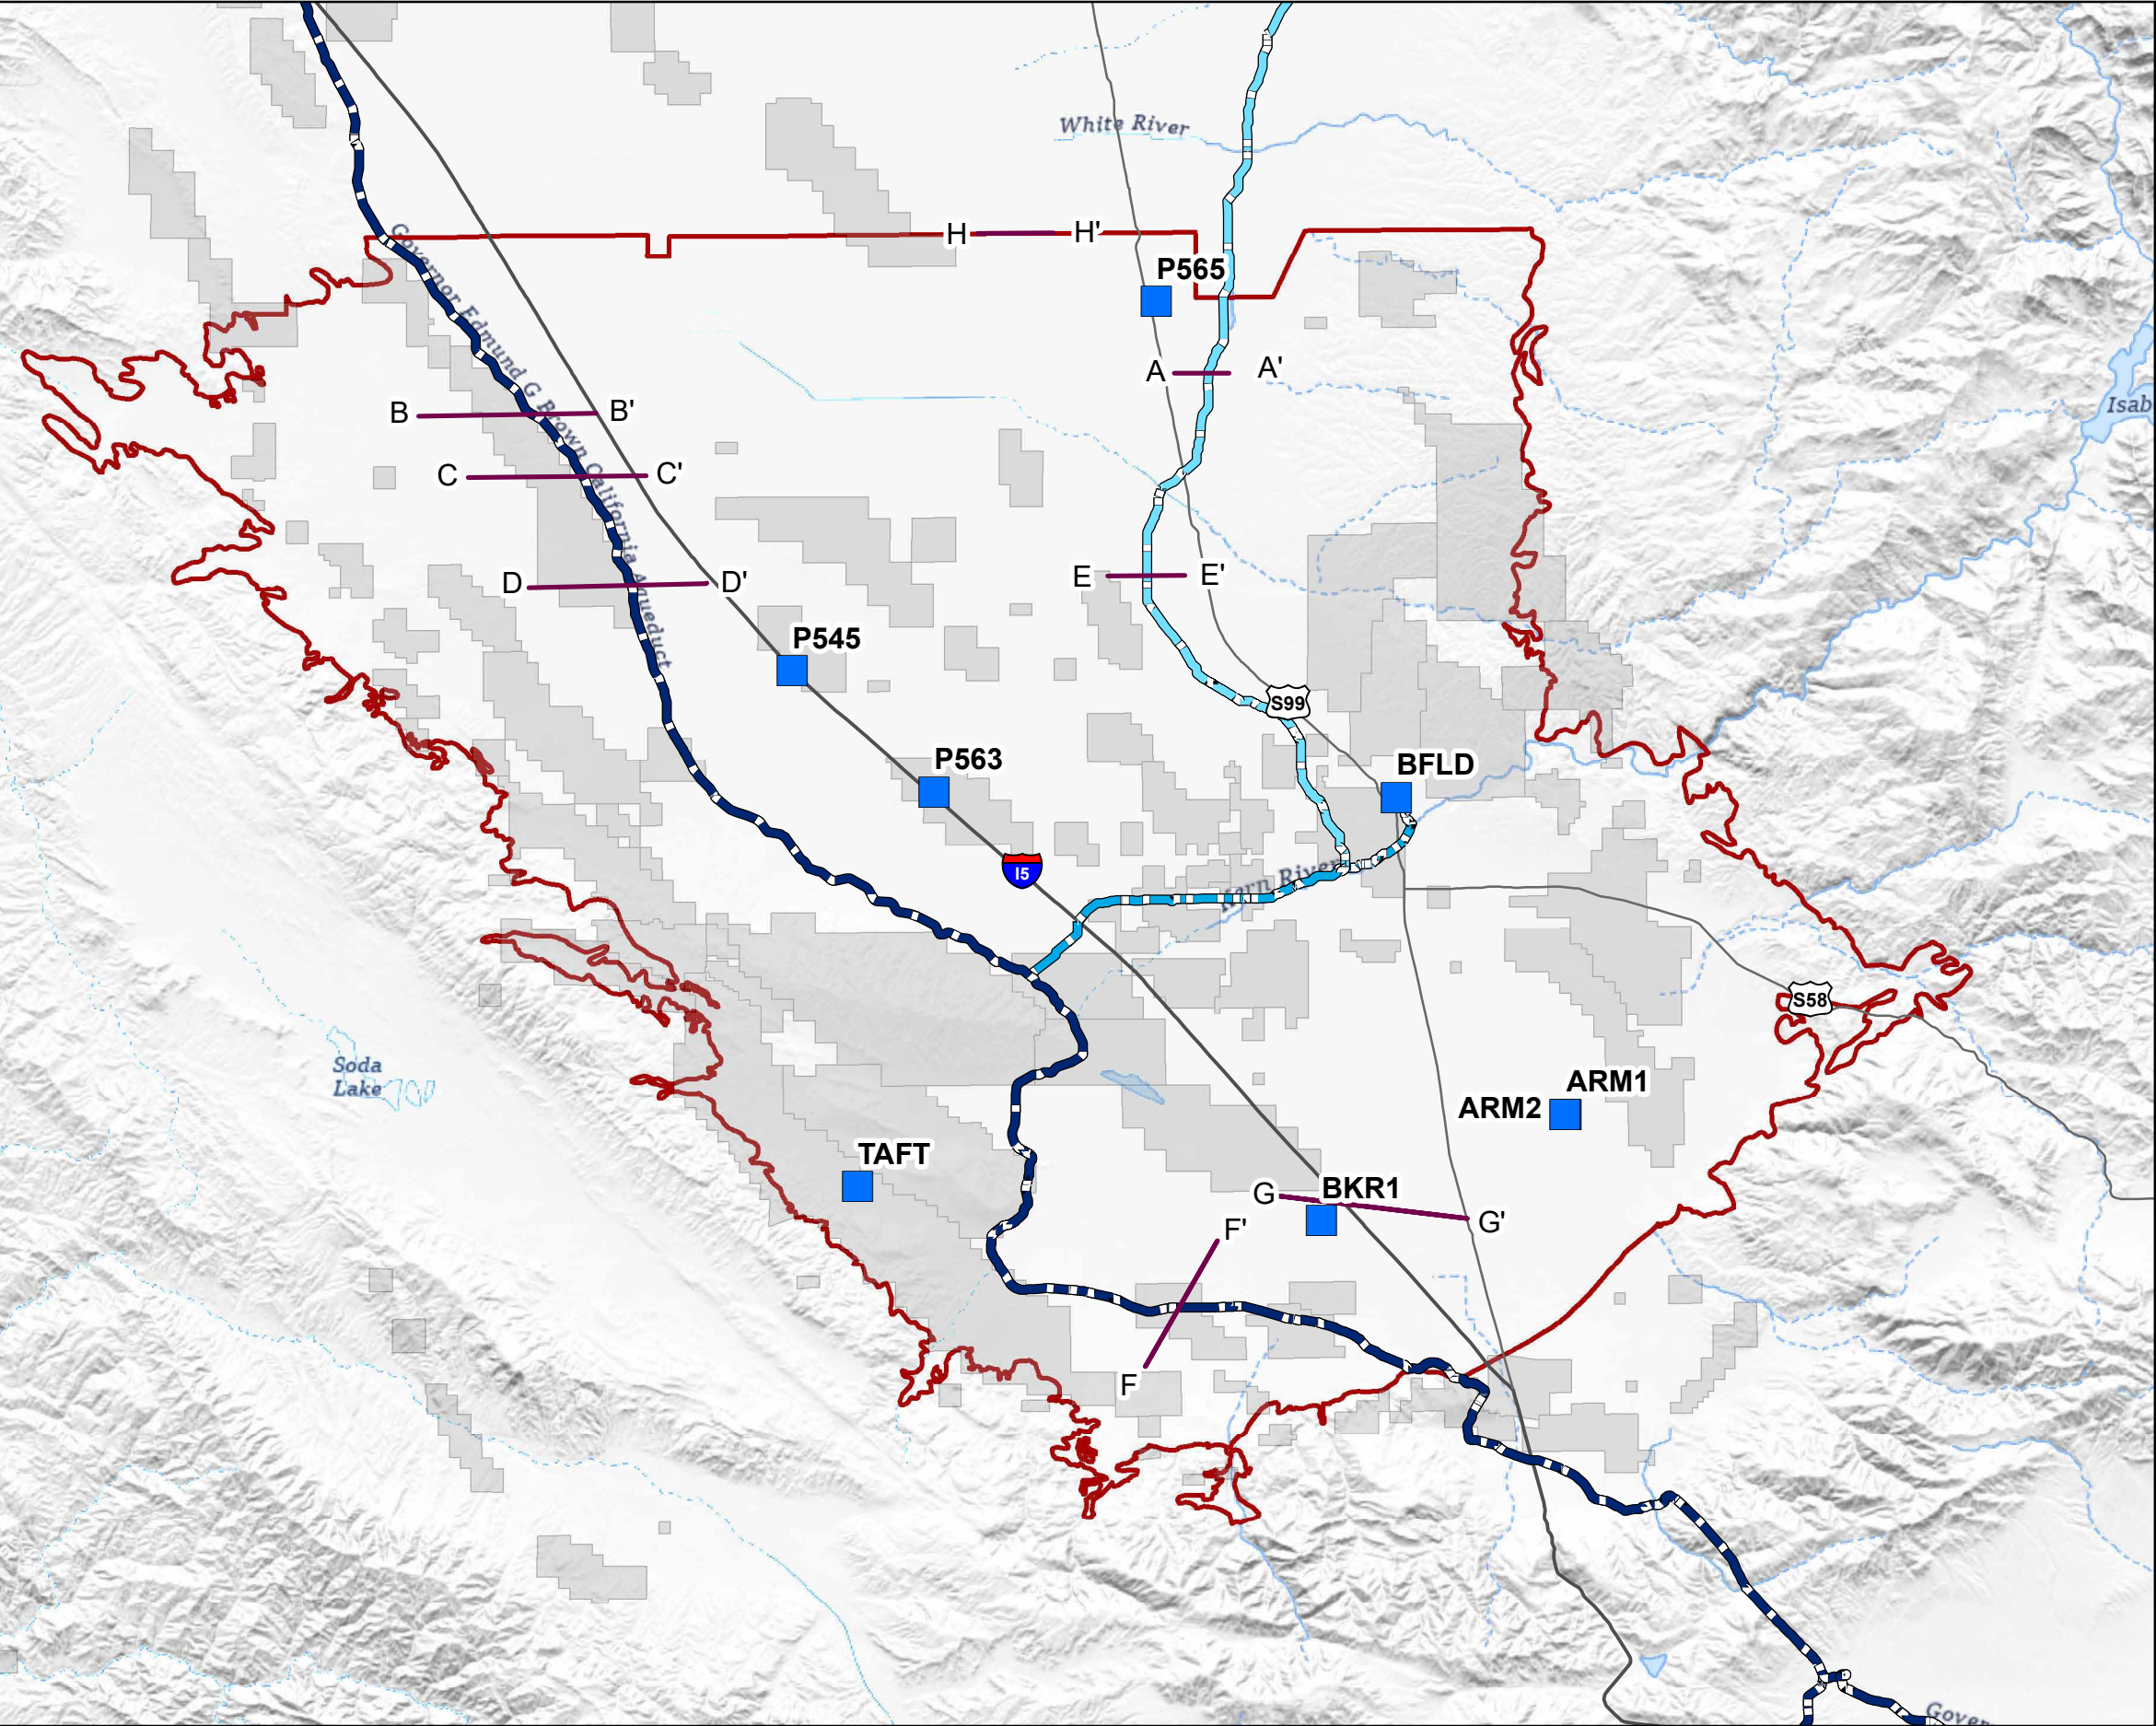 White River
H
H'
P565
Governor Edmund G Brown California Aqueduct
A
A'
B
B'
Isab
C
C'
D
D'
E
E'
P545
S99
P563
BFLD
I5
Kern River
S58
Soda
Lake
ARM1
ARM2
TAFT
BKR1
G
G'
F'
F
Gover